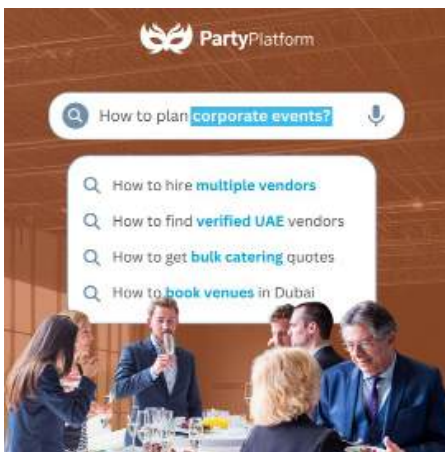 PartyPlatform
How to plan corporate events?
How to hire multiple vendors
How to find verified UAE vendors
How to get bulk catering quotes
How to book venues in Dubai